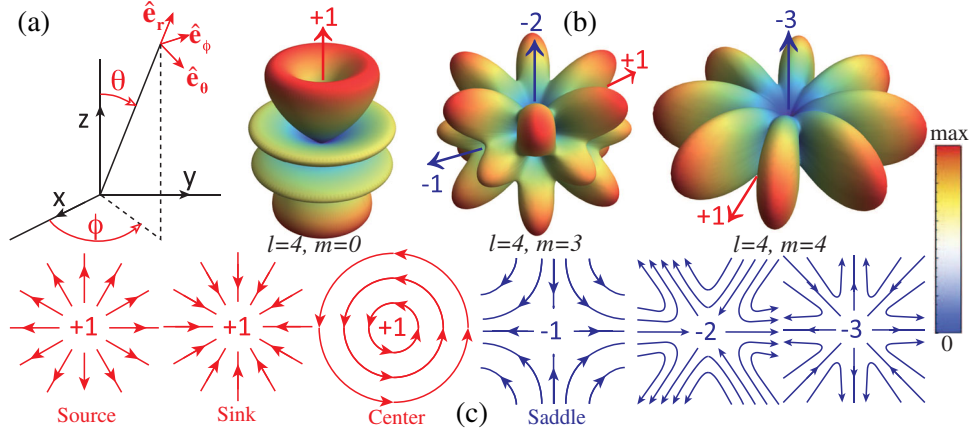 (a)
ê_r
ê_ϕ
ê_θ
θ
z
x
y
ϕ
+1
l=4, m=0
-2
+1
-1
l=4, m=3
(b)
-3
+1
l=4, m=4
max
0
+1
Source
+1
Sink
+1
Center
(c)
-1
Saddle
-2
-3